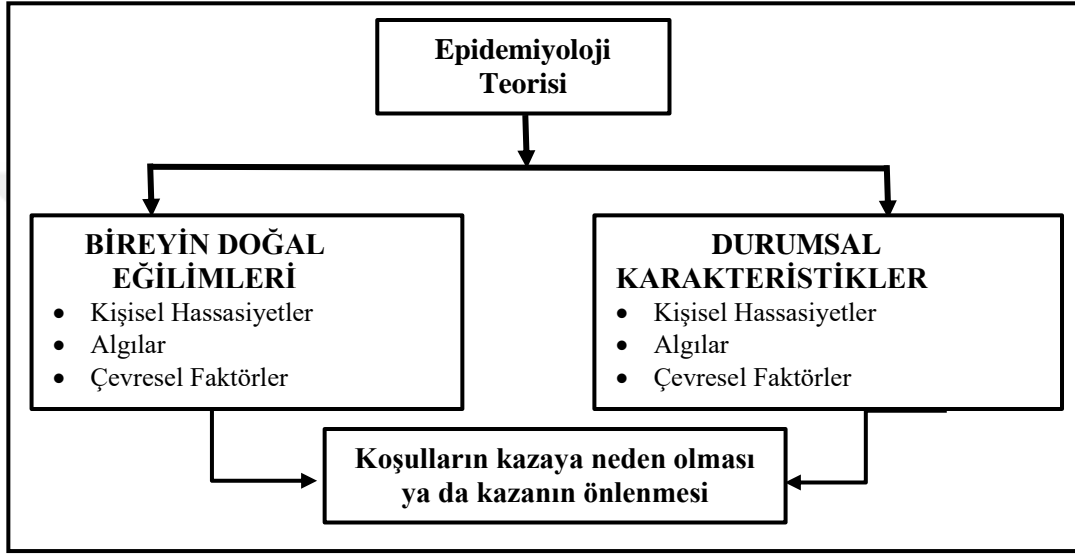 Epidemiyoloji
Teorisi
BİREYİN DOĞAL
EĞİLİMLERİ
• Kişisel Hassasiyetler
• Algılar
• Çevresel Faktörler
DURUMSAL
KARAKTERİSTİKLER
• Kişisel Hassasiyetler
• Algılar
• Çevresel Faktörler
Koşulların kazaya neden olması
ya da kazanın önlenmesi